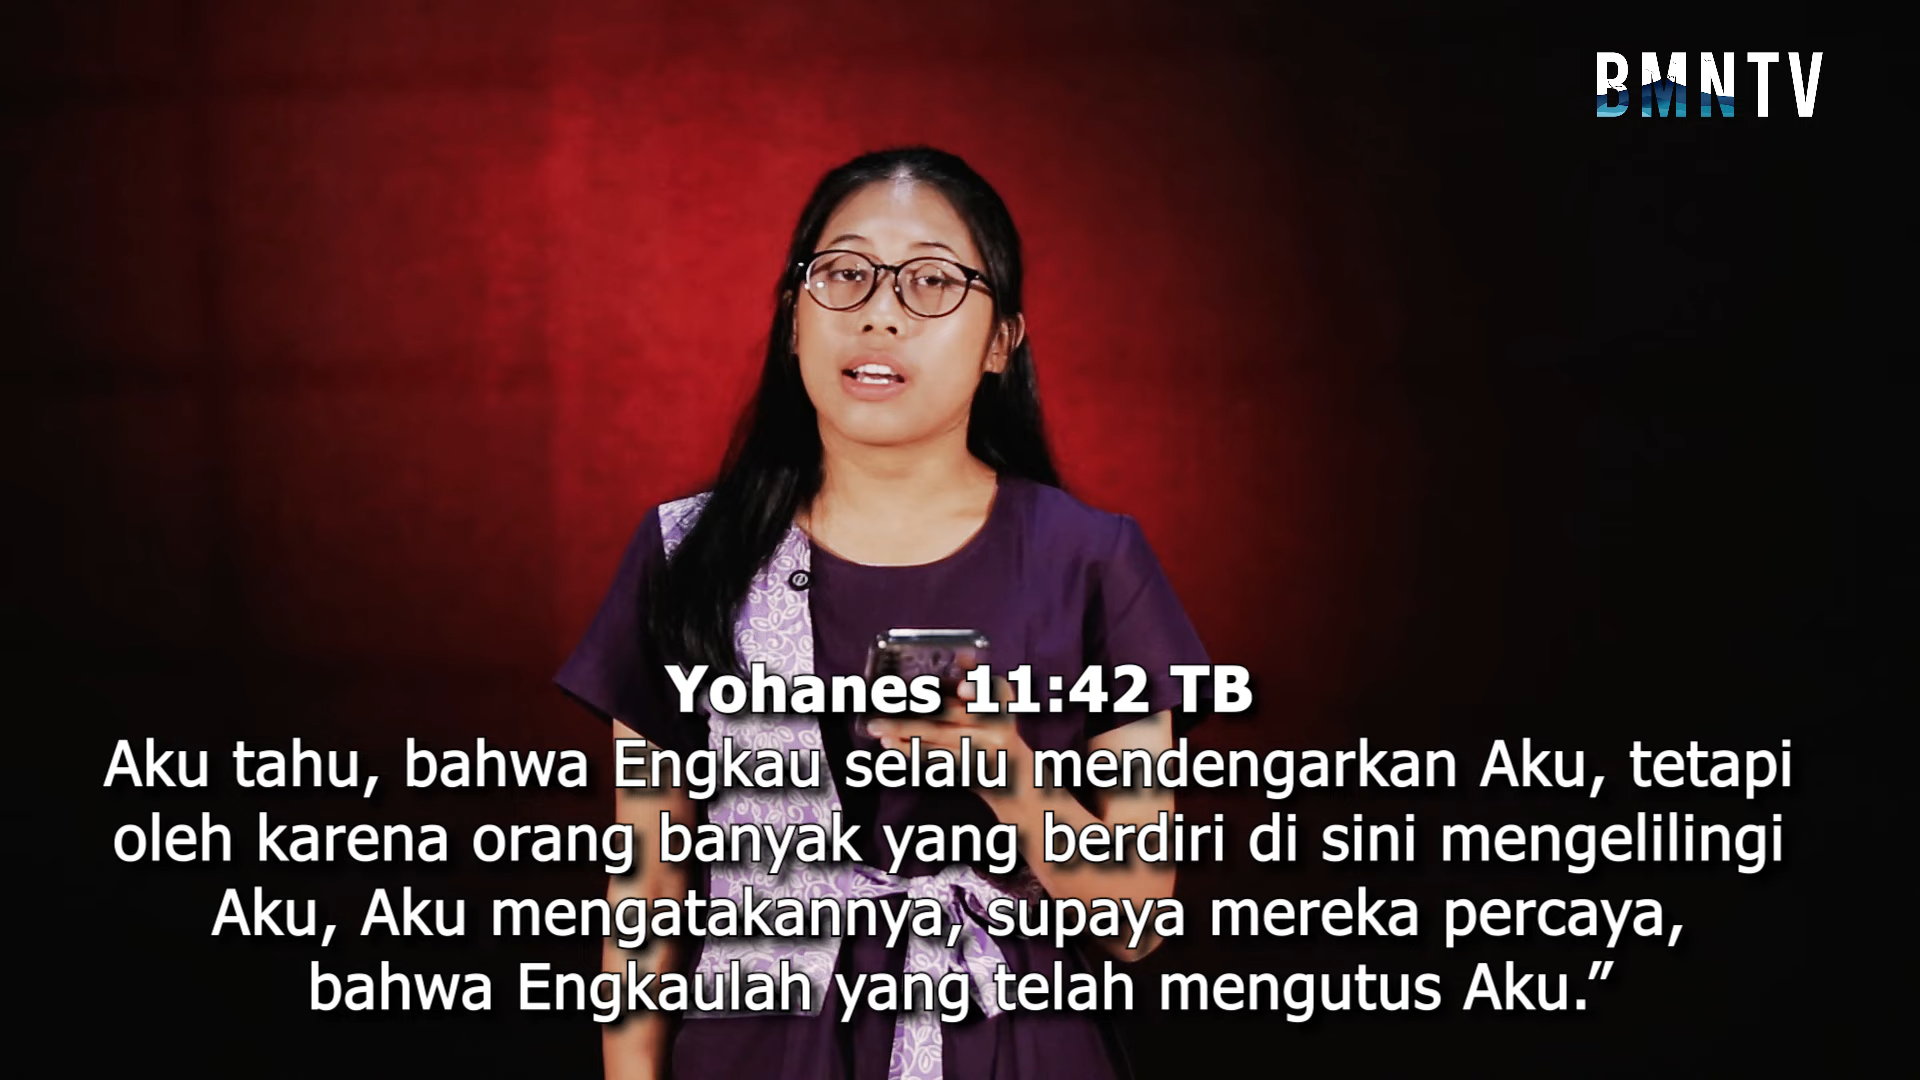 BMNTV
Yohanes 11:42 TB
Aku tahu, bahwa Engkau selalu mendengarkan Aku, tetapi
oleh karena orang banyak yang berdiri di sini mengelilingi
Aku, Aku mengatakannya, supaya mereka percaya,
bahwa Engkaulah yang telah mengutus Aku.”